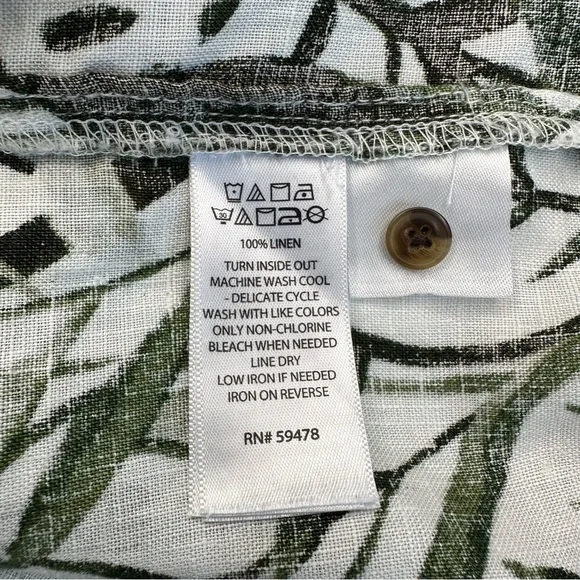 30
100% LINEN
TURN INSIDE OUT
MACHINE WASH COOL
- DELICATE CYCLE
WASH WITH LIKE COLORS
ONLY NON-CHLORINE
BLEACH WHEN NEEDED
LINE DRY
LOW IRON IF NEEDED
IRON ON REVERSE
RN# 59478